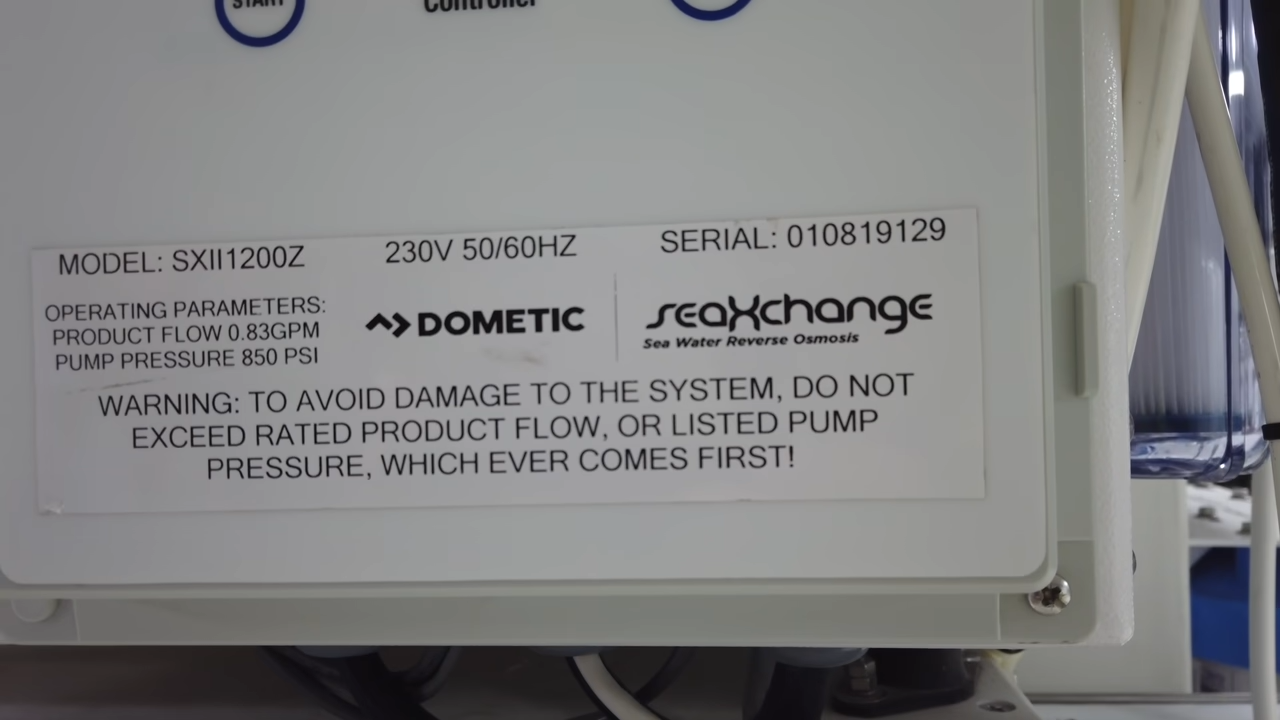 START
Controller
MODEL: SXII1200Z 230V 50/60HZ SERIAL: 010819129
OPERATING PARAMETERS:
PRODUCT FLOW 0.83GPM
PUMP PRESSURE 850 PSI
DOMETIC
seaXchange
Sea Water Reverse Osmosis
WARNING: TO AVOID DAMAGE TO THE SYSTEM, DO NOT
EXCEED RATED PRODUCT FLOW, OR LISTED PUMP
PRESSURE, WHICH EVER COMES FIRST!